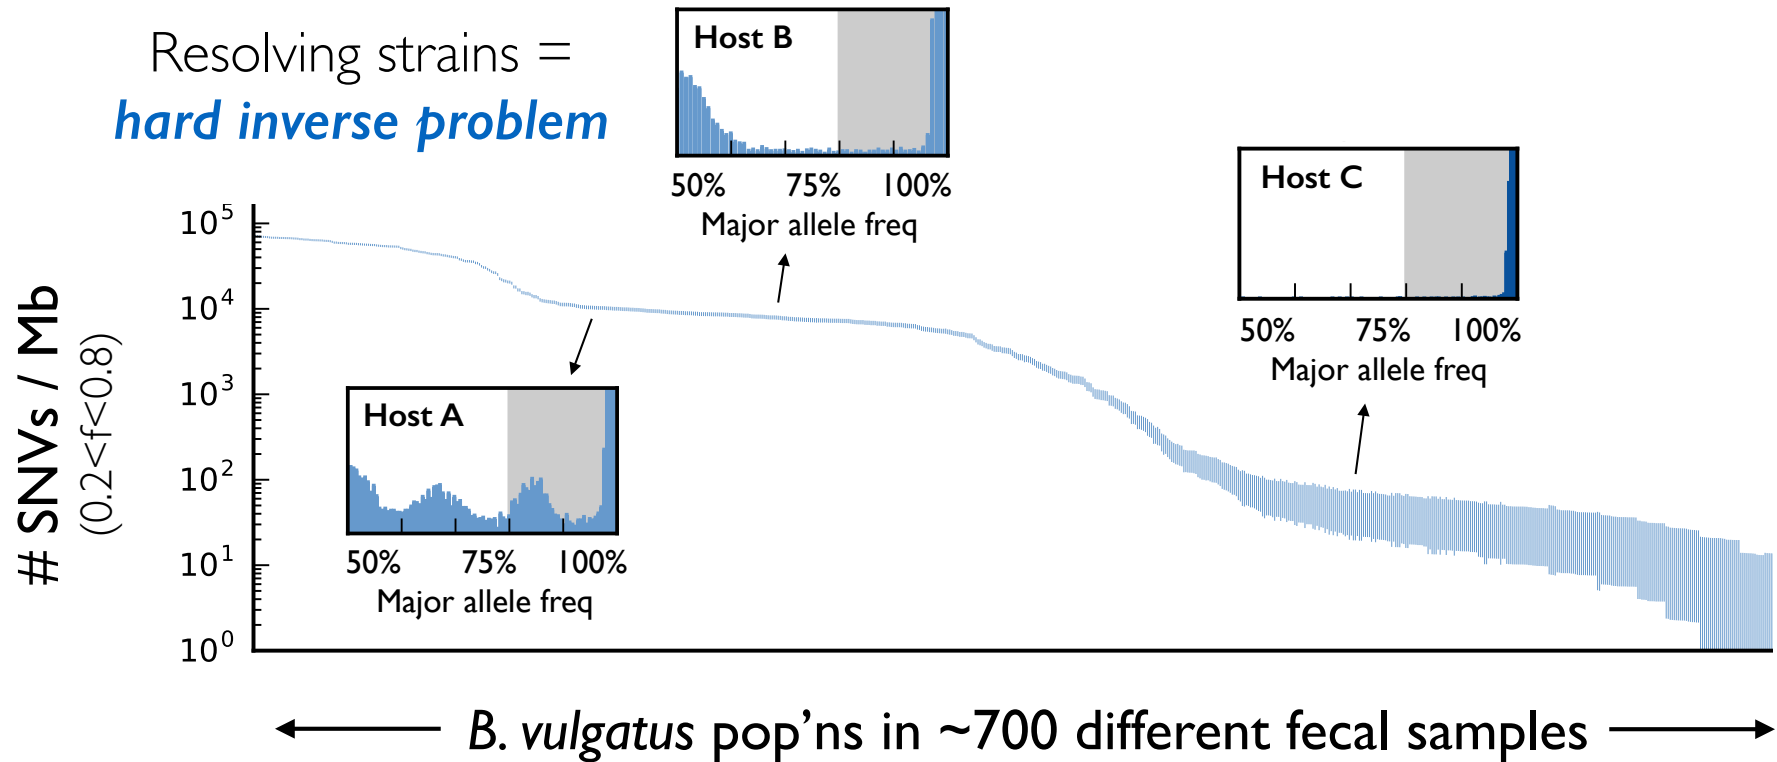 Resolving strains =
hard inverse problem
Host B
50% 75% 100%
Major allele freq
Host C
50% 75% 100%
Major allele freq
# SNVs / Mb
(0.2<f<0.8)
10^5
10^4
10^3
10^2
10^1
10^0
Host A
50% 75% 100%
Major allele freq
B. vulgatus pop’ns in ~700 different fecal samples